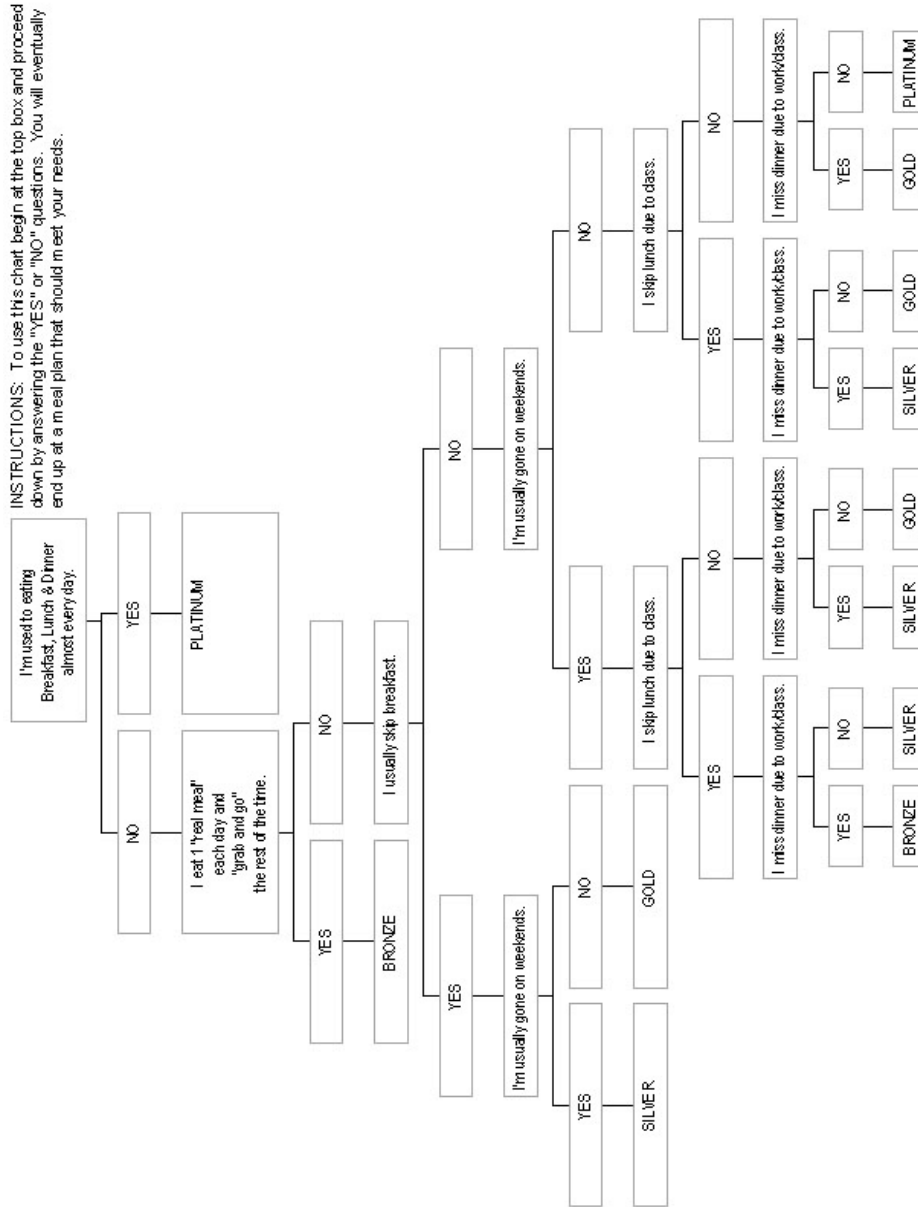 INSTRUCTIONS: To use this chart begin at the top box and proceed
down by answering the "YES" or "NO" questions. You will eventually
end up at a meal plan that should meet your needs.
I'm used to eating
Breakfast, Lunch & Dinner
almost every day.
NO
YES
I eat 1 "real meal"
each day and
"grab and go"
the rest of the time.
PLATINUM
YES
NO
BRONZE
I usually skip breakfast.
YES
NO
I'm usually gone on weekends.
I'm usually gone on weekends.
YES
NO
YES
NO
SILVER
GOLD
I skip lunch due to class.
I skip lunch due to class.
YES
NO
YES
NO
I miss dinner due to work/class.
I miss dinner due to work/class.
I miss dinner due to work/class.
I miss dinner due to work/class.
YES
NO
YES
NO
YES
NO
YES
NO
BRONZE
SILVER
SILVER
GOLD
SILVER
GOLD
GOLD
PLATINUM